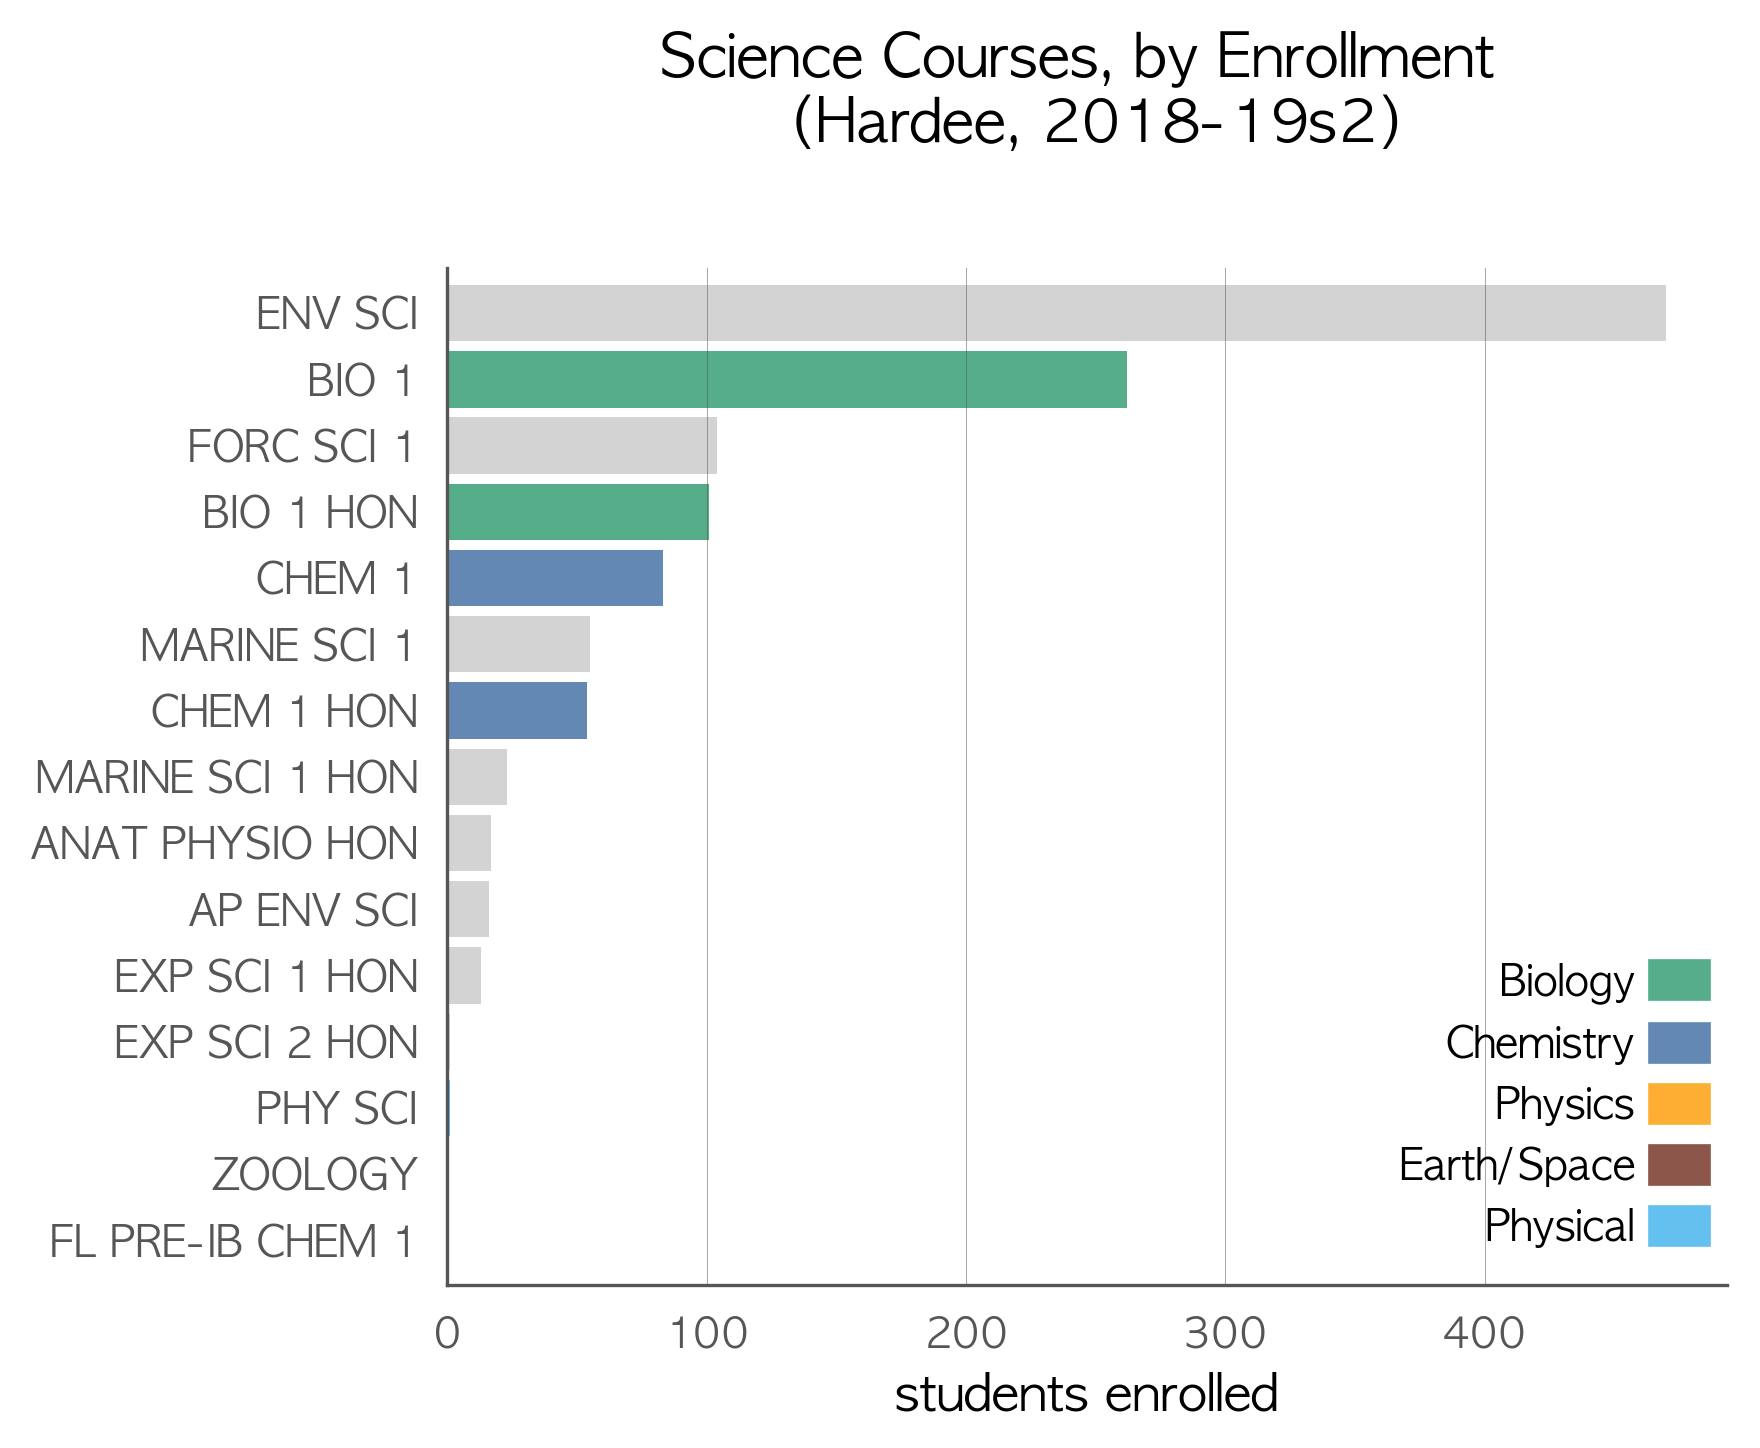 Science Courses, by Enrollment
(Hardee, 2018-19s2)
ENV SCI
BIO 1
FORC SCI 1
BIO 1 HON
CHEM 1
MARINE SCI 1
CHEM 1 HON
MARINE SCI 1 HON
ANAT PHYSIO HON
AP ENV SCI
EXP SCI 1 HON
EXP SCI 2 HON
PHY SCI
ZOOLOGY
FL PRE-IB CHEM 1
Biology
Chemistry
Physics
Earth/Space
Physical
0 100 200 300 400
students enrolled